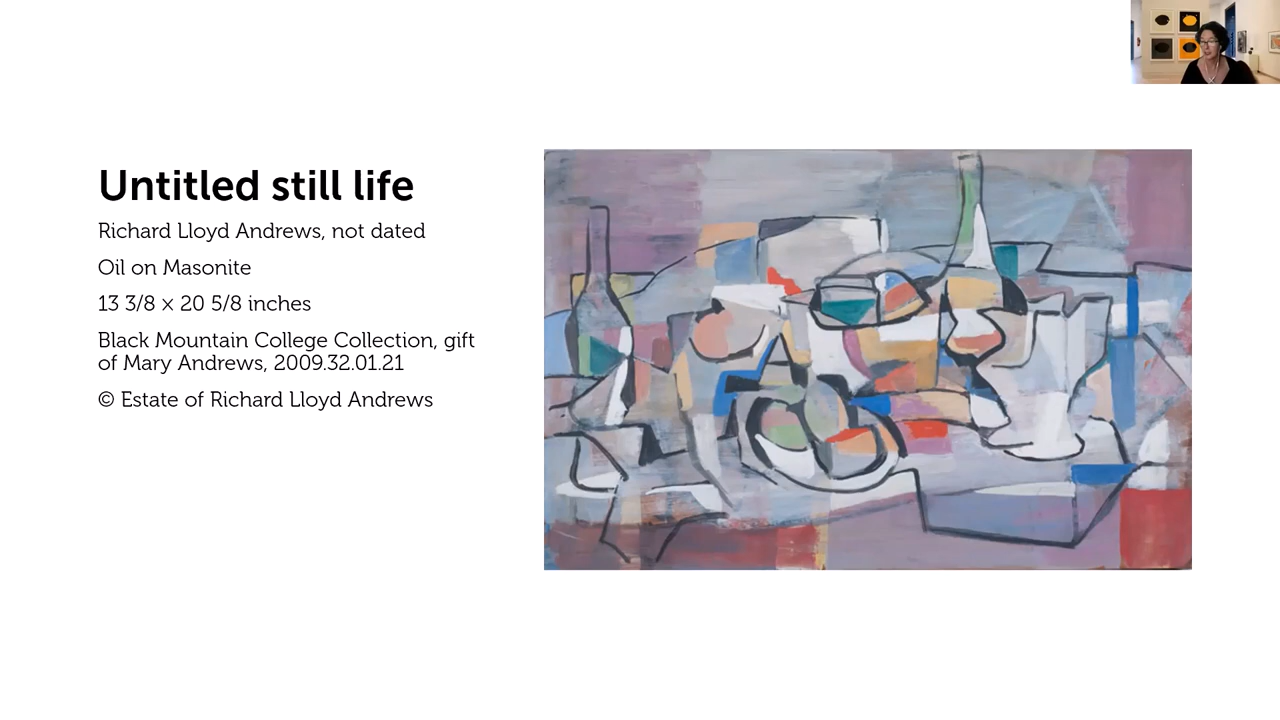 Untitled still life
Richard Lloyd Andrews, not dated
Oil on Masonite
13 3/8 × 20 5/8 inches
Black Mountain College Collection, gift
of Mary Andrews, 2009.32.01.21
© Estate of Richard Lloyd Andrews